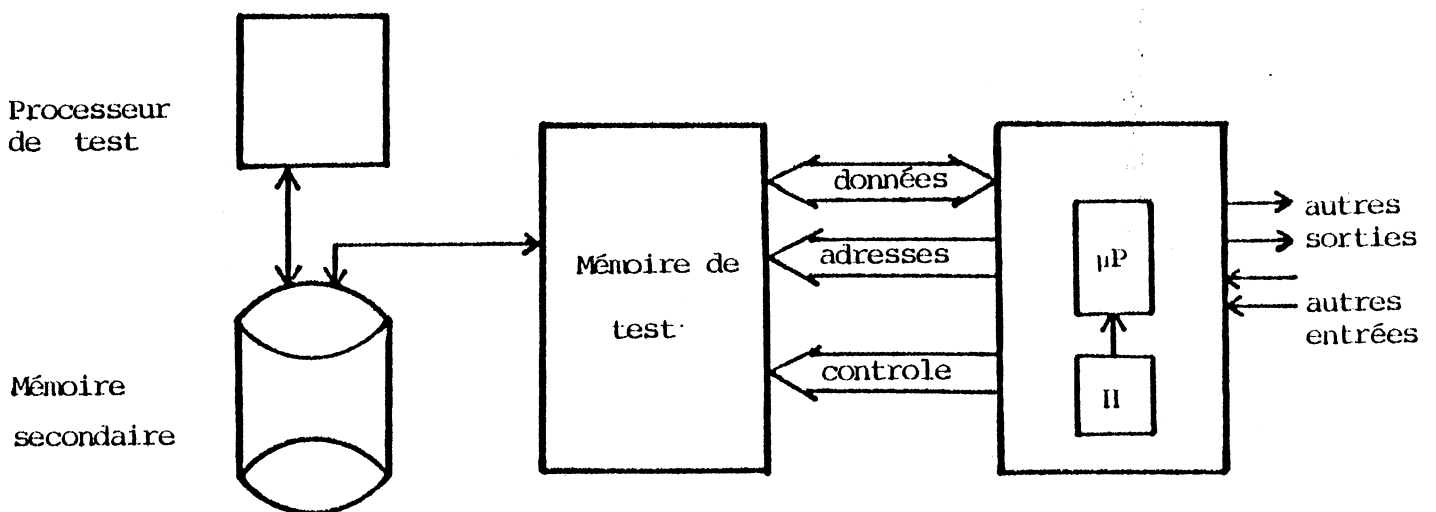 Processeur
de test
Mémoire
secondaire
Mémoire de
test
données
adresses
controle
µP
H
autres
sorties
autres
entrées